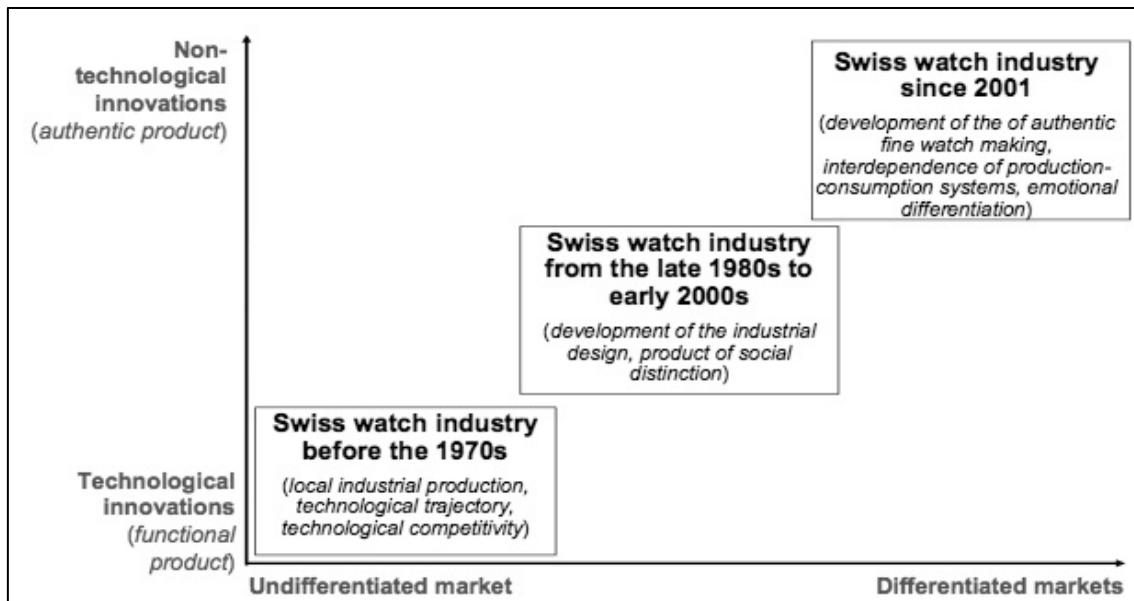 Non-
technological
innovations
(authentic product)
Swiss watch industry
since 2001
(development of the of authentic
fine watch making,
interdependence of production-
consumption systems, emotional
differentiation)
Swiss watch industry
from the late 1980s to
early 2000s
(development of the industrial
design, product of social
distinction)
Swiss watch industry
before the 1970s
(local industrial production,
technological trajectory,
technological competitivity)
Technological
innovations
(functional
product)
Undifferentiated market
Differentiated markets